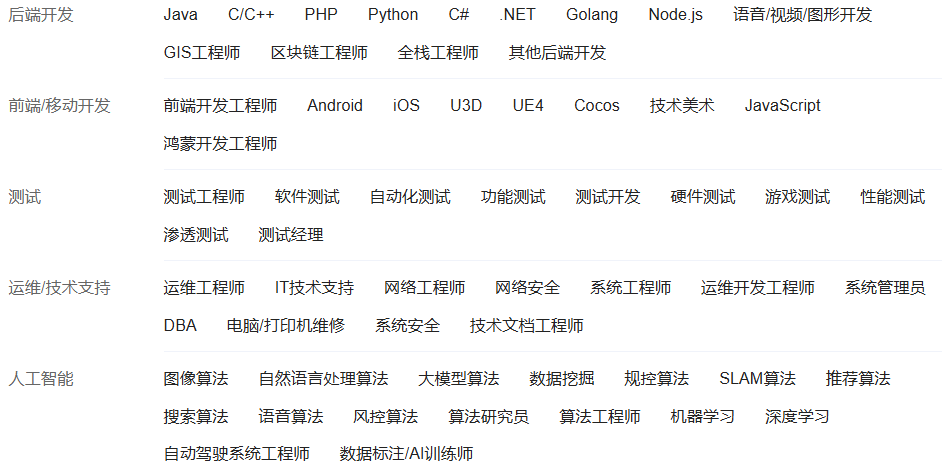 后端开发 Java C/C++ PHP Python C# .NET Golang Node.js 语音/视频/图形开发
GIS工程师 区块链工程师 全栈工程师 其他后端开发
前端/移动开发 前端开发工程师 Android iOS U3D UE4 Cocos 技术美术 JavaScript
鸿蒙开发工程师
测试 测试工程师 软件测试 自动化测试 功能测试 测试开发 硬件测试 游戏测试 性能测试
渗透测试 测试经理
运维/技术支持 运维工程师 IT技术支持 网络工程师 网络安全 系统工程师 运维开发工程师 系统管理员
DBA 电脑/打印机维修 系统安全 技术文档工程师
人工智能 图像算法 自然语言处理算法 大模型算法 数据挖掘 规控算法 SLAM算法 推荐算法
搜索算法 语音算法 风控算法 算法研究员 算法工程师 机器学习 深度学习
自动驾驶系统工程师 数据标注/AI训练师